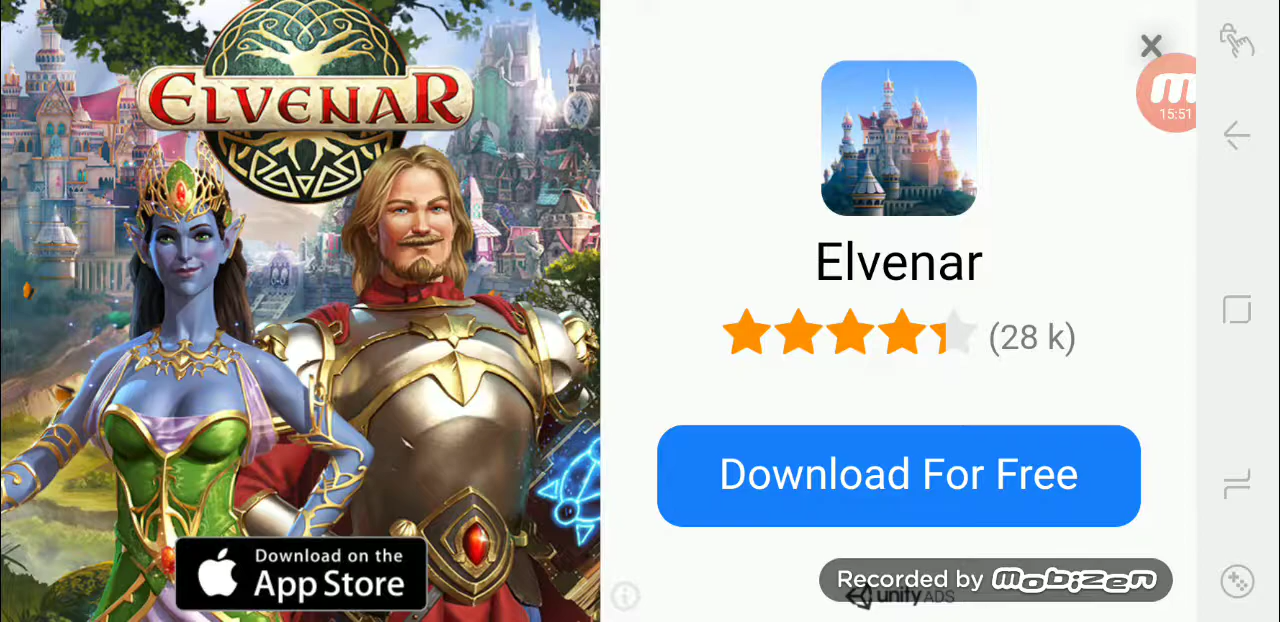 ELVENAR
Download on the
App Store
15:51
Elvenar
(28 k)
Download For Free
Recorded by mobizen
unity ADS